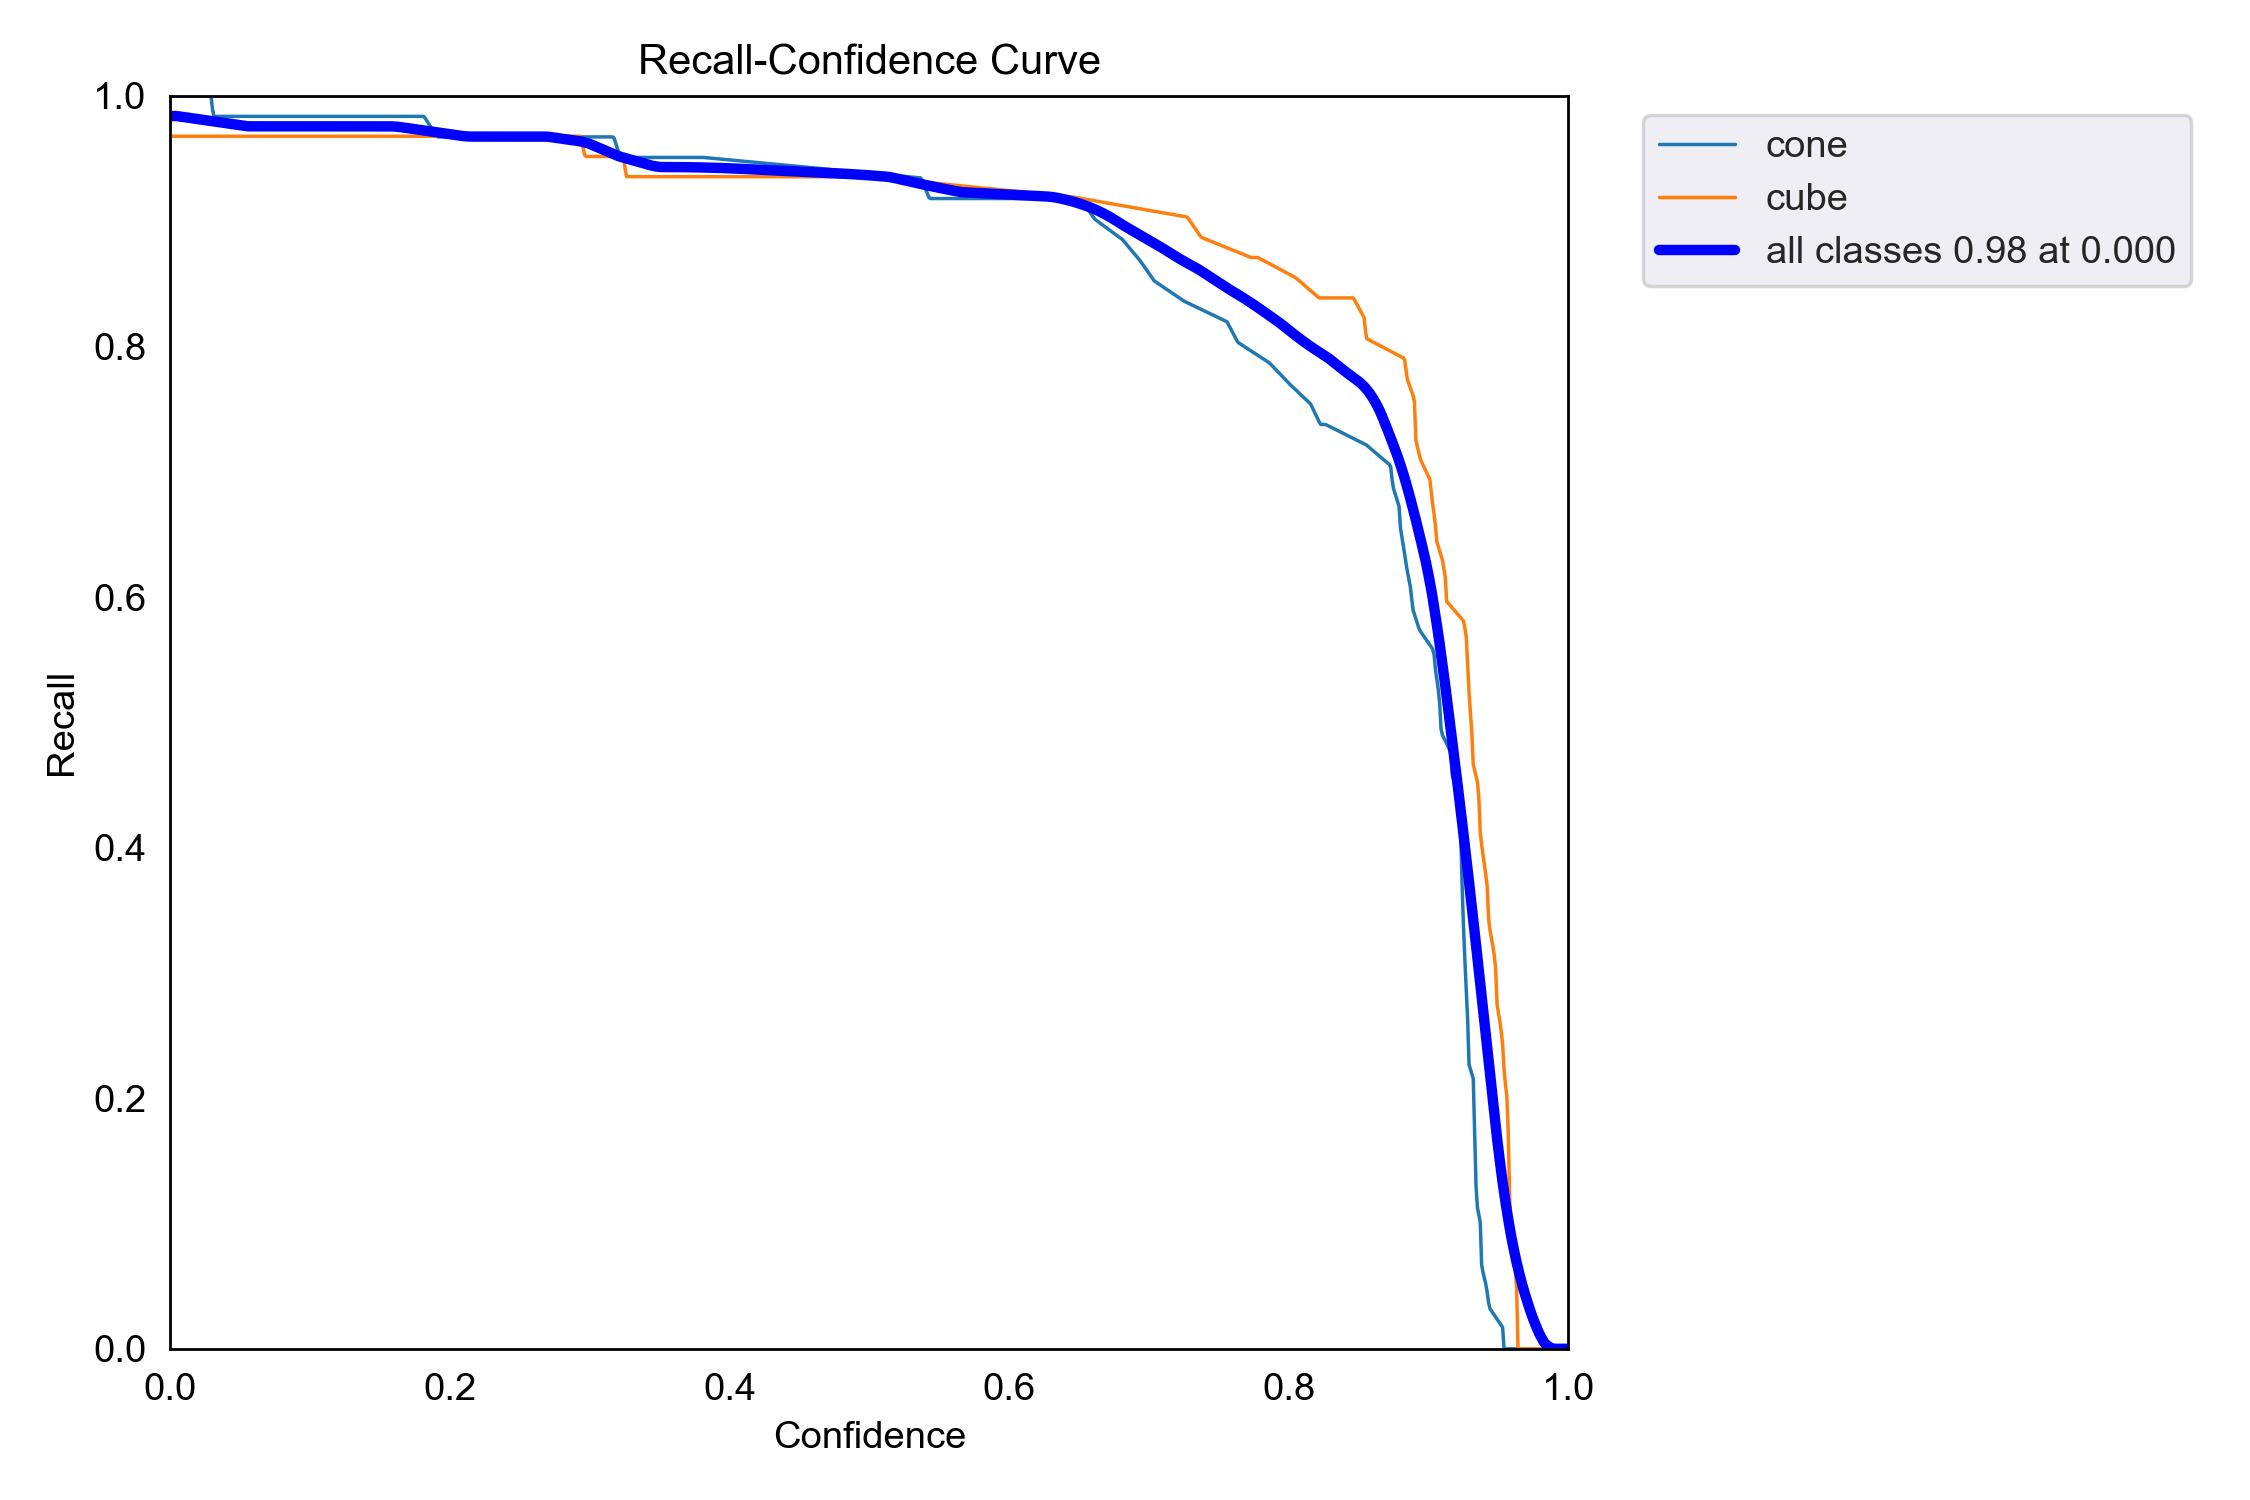 Recall-Confidence Curve
1.0
0.8
0.6
0.4
0.2
0.0
Recall
0.0 0.2 0.4 0.6 0.8 1.0
Confidence
cone
cube
all classes 0.98 at 0.000